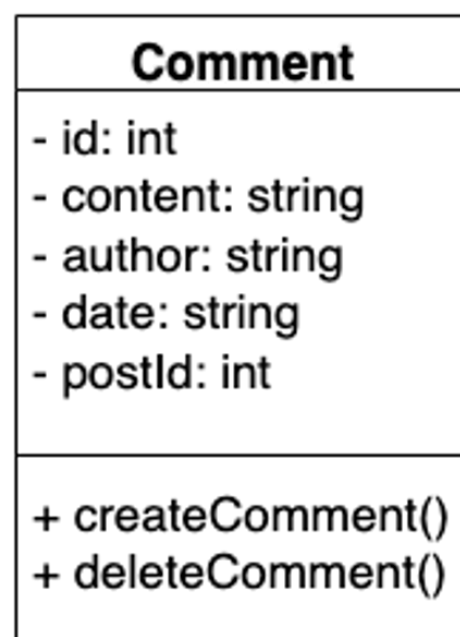 Comment
- id: int
- content: string
- author: string
- date: string
- postId: int
+ createComment()
+ deleteComment()